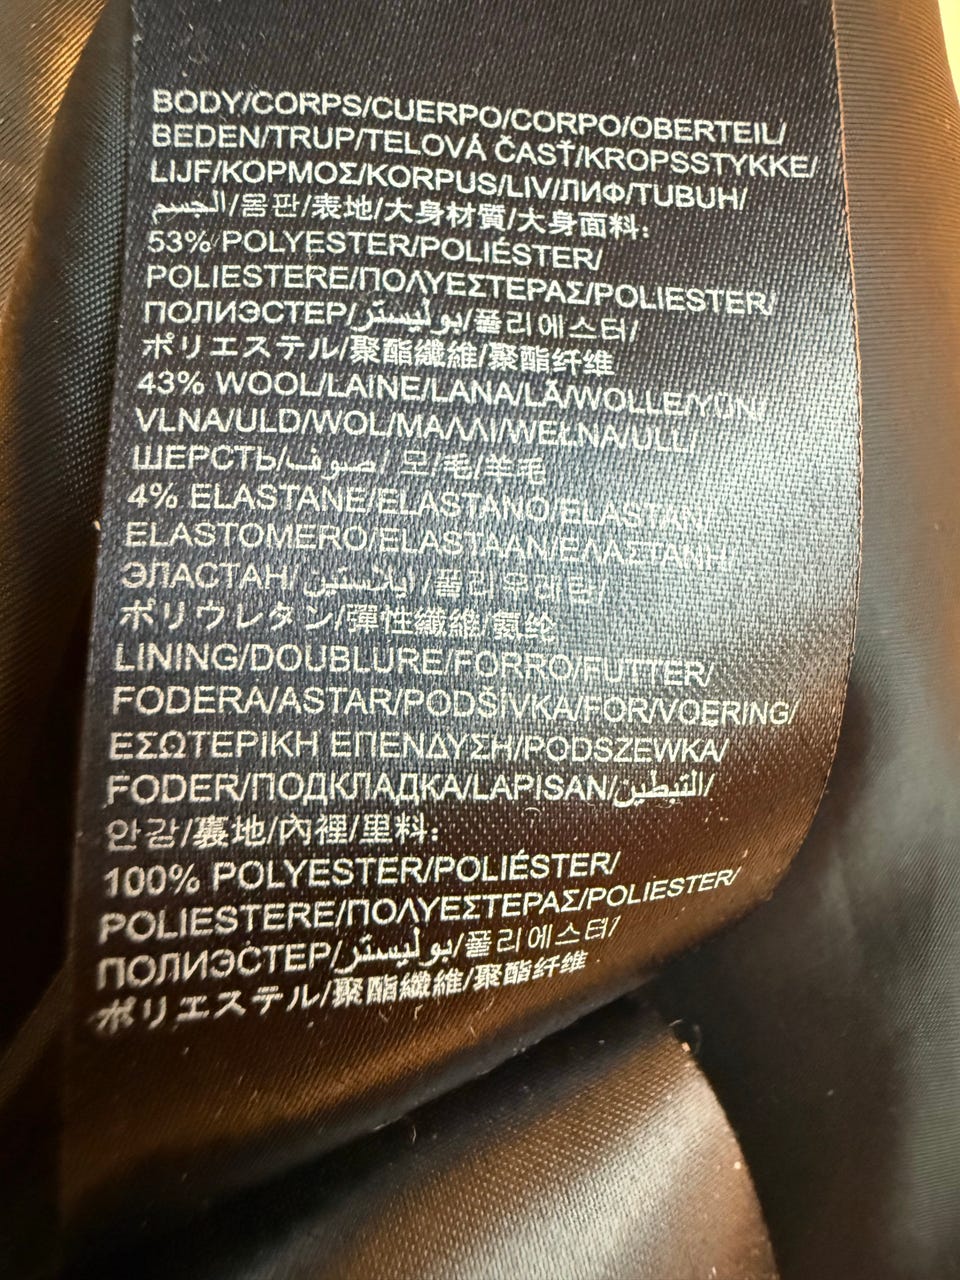 BODY/CORPS/CUERPO/CORPO/OBERTEIL/
BEDEN/TRUP/TELOVÁ ČASŤ/KROPSSTYKKE/
LIJF/ΚΟΡΜΟΣ/KORPUS/LIV/ЛИФ/TUBUH/
الجسم/몸판/表地/大身材質/大身面料:
53% POLYESTER/POLIÉSTER/
POLIESTERE/ΠΟΛΥΕΣΤΕΡΑΣ/POLIESTER/
ПОЛИЭСТЕР/بوليستر/폴리에스터/
ポリエステル/聚酯纖維/聚酯纤维
43% WOOL/LAINE/LANA/LÃ/WOLLE/YÜN/
VLNA/ULD/WOL/ΜΑΛΛΙ/WEŁNA/ULL/
ШЕРСТЬ/صوف/ 모/毛/羊毛
4% ELASTANE/ELASTANO/ELASTAN/
ELASTOMERO/ELASTAAN/ΕΛΑΣΤΑΝΗ/
ЭЛАСТАН/إيلاستين/폴리우레탄/
ポリウレタン/彈性纖維/氨纶
LINING/DOUBLURE/FORRO/FUTTER/
FODERA/ASTAR/PODŠÍVKA/FOR/VOERING/
ΕΣΩΤΕΡΙΚΗ ΕΠΕΝΔΥΣΗ/PODSZEWKA/
FODER/ПОДКЛАДКА/LAPISAN/التبطين/
안감/裏地/內裡/里料:
100% POLYESTER/POLIÉSTER/
POLIESTERE/ΠΟΛΥΕΣΤΕΡΑΣ/POLIESTER/
ПОЛИЭСТЕР/بوليستر/폴리에스터/
ポリエステル/聚酯纖維/聚酯纤维